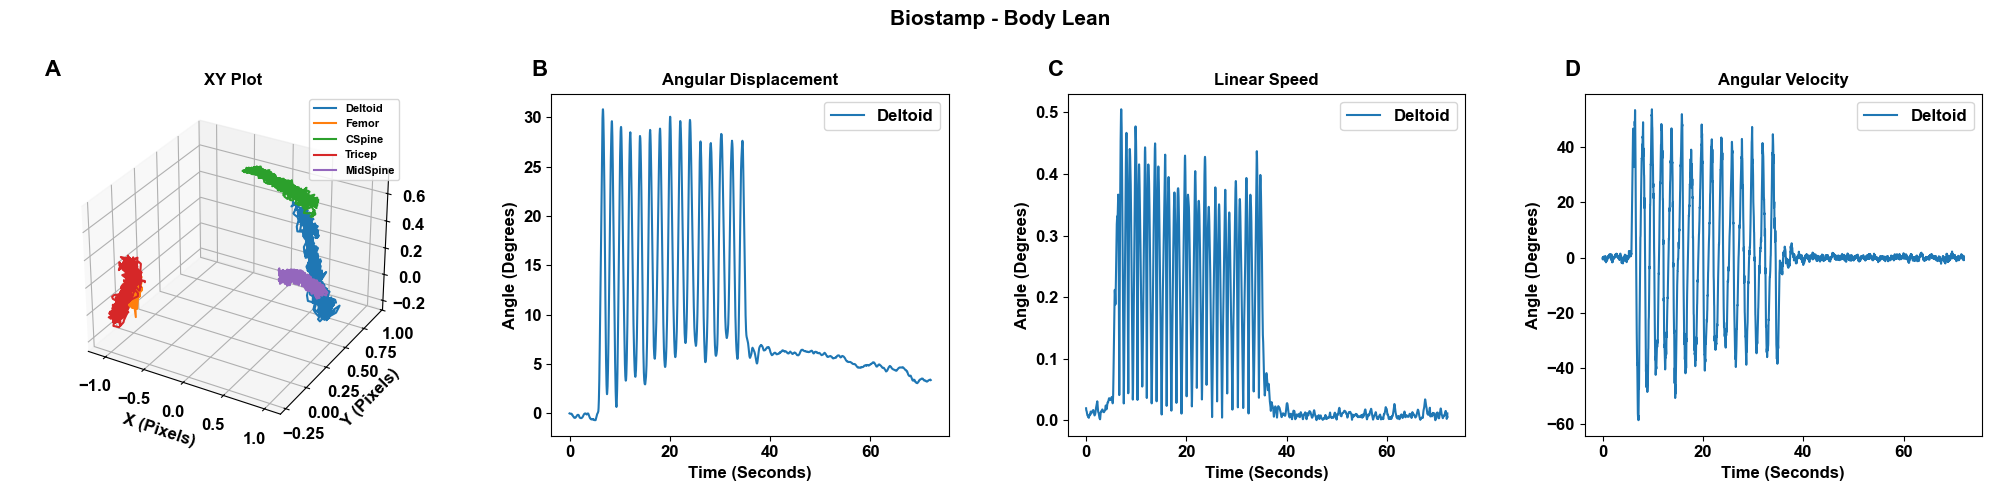 Biostamp - Body Lean
A
XY Plot
Deltoid
Femor
CSpine
Tricep
MidSpine
0.6
0.4
0.2
0.0
−0.2
1.00
0.75
0.50
0.25
0.00
−0.25
Y (Pixels)
−1.0
−0.5
0.0
0.5
1.0
X (Pixels)
B
Angular Displacement
Deltoid
Angle (Degrees)
30
25
20
15
10
5
0
0 20 40 60
Time (Seconds)
C
Linear Speed
Deltoid
Angle (Degrees)
0.5
0.4
0.3
0.2
0.1
0.0
0 20 40 60
Time (Seconds)
D
Angular Velocity
Deltoid
Angle (Degrees)
40
20
0
−20
−40
−60
0 20 40 60
Time (Seconds)